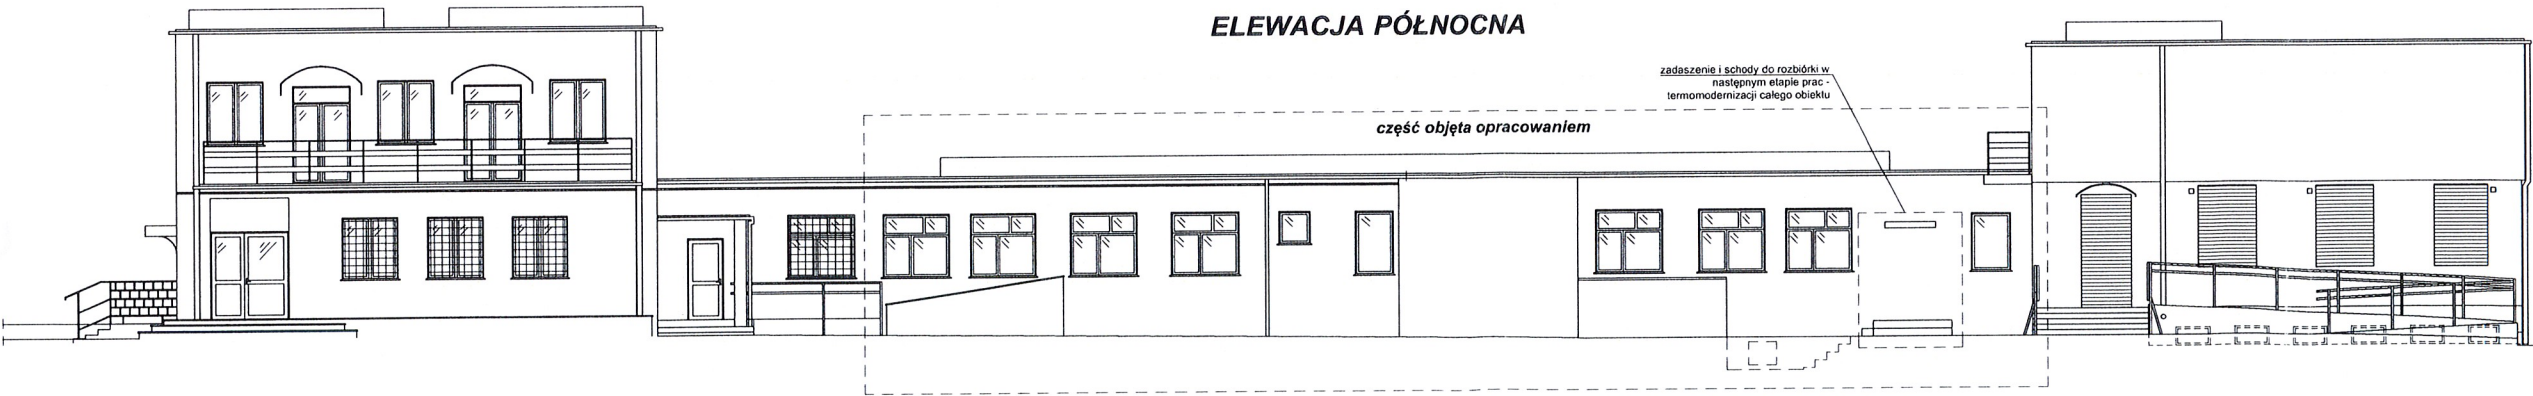 ELEWACJA PÓŁNOCNA
zadaszenie i schody do rozbiórki w
następnym etapie prac -
termomodernizacji całego obiektu
część objęta opracowaniem